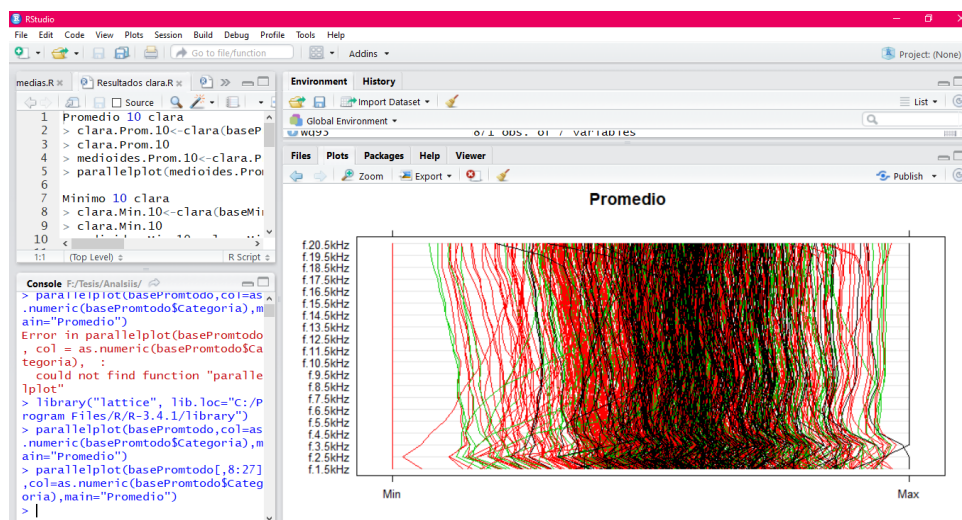 RStudio
File Edit Code View Plots Session Build Debug Profile Tools Help
Go to file/function
Addins
Project: (None)
medias.R
Resultados clara.R
Source
1 Promedio 10 clara
2 > clara.Prom.10<-clara(baseP
3 > clara.Prom.10
4 > medioides.Prom.10<-clara.P
5 > parallelplot(medioides.Pro
6
7 Minimo 10 clara
8 > clara.Min.10<-clara(baseMi
9 > clara.Min.10
10
1:1 (Top Level) R Script
Console F:/Tesis/Analsiis/
> parallelplot(basePromtodo,col=as
.numeric(basePromtodo$Categoria),m
ain="Promedio")
Error in parallelplot(basePromtodo
, col = as.numeric(basePromtodo$Ca
tegoria),  :
could not find function "paralle
lplot"
> library("lattice", lib.loc="C:/P
rogram Files/R/R-3.4.1/library")
> parallelplot(basePromtodo,col=as
.numeric(basePromtodo$Categoria),m
ain="Promedio")
> parallelplot(basePromtodo[,8:27]
,col=as.numeric(basePromtodo$Categ
oria),main="Promedio")
>
Environment History
Import Dataset
List
Global Environment
871 obs. of 7 variables
Files Plots Packages Help Viewer
Zoom Export Publish
Promedio
f.20.5kHz
f.19.5kHz
f.18.5kHz
f.17.5kHz
f.16.5kHz
f.15.5kHz
f.14.5kHz
f.13.5kHz
f.12.5kHz
f.11.5kHz
f.10.5kHz
f.9.5kHz
f.8.5kHz
f.7.5kHz
f.6.5kHz
f.5.5kHz
f.4.5kHz
f.3.5kHz
f.2.5kHz
f.1.5kHz
Min Max